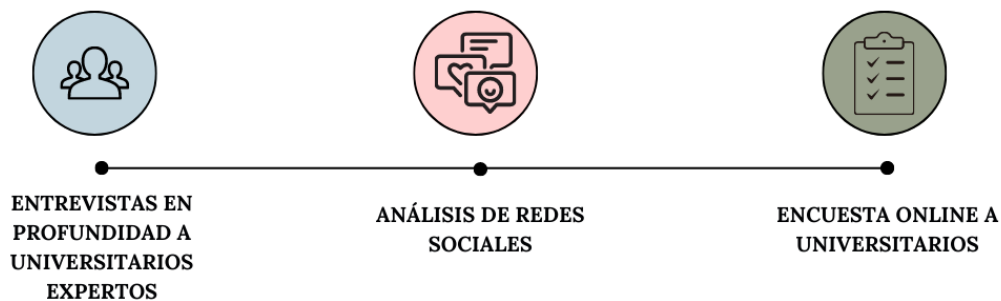 ENTREVISTAS EN
PROFUNDIDAD A
UNIVERSITARIOS
EXPERTOS
ANÁLISIS DE REDES
SOCIALES
ENCUESTA ONLINE A
UNIVERSITARIOS